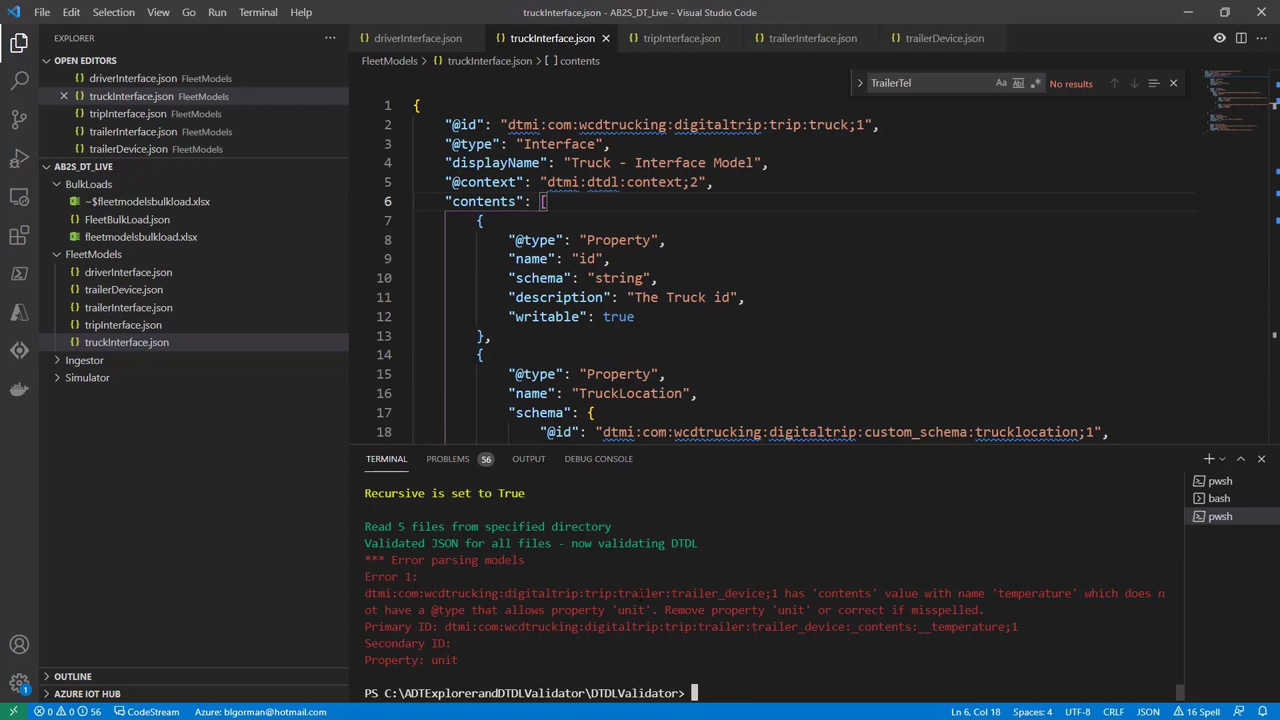 File Edit Selection View Go Run Terminal Help
truckInterface.json - AB2S_DT_Live - Visual Studio Code
EXPLORER
OPEN EDITORS
driverInterface.json FleetModels
truckInterface.json FleetModels
tripInterface.json FleetModels
trailerInterface.json FleetModels
trailerDevice.json FleetModels
AB2S_DT_LIVE
BulkLoads
~$fleetmodelsbulkload.xlsx
FleetBulkLoad.json
fleetmodelsbulkload.xlsx
FleetModels
driverInterface.json
trailerDevice.json
trailerInterface.json
tripInterface.json
truckInterface.json
Ingestor
Simulator
OUTLINE
AZURE IOT HUB
driverInterface.json truckInterface.json tripInterface.json trailerInterface.json trailerDevice.json
FleetModels > truckInterface.json > [ ] contents
TrailerTel Aa Ab No results
1 {
2 "@id": "dtmi:com:wcdtrucking:digitaltrip:trip:truck;1",
3 "@type": "Interface",
4 "displayName": "Truck - Interface Model",
5 "@context": "dtmi:dtdl:context;2",
6 "contents": [
7 {
8 "@type": "Property",
9 "name": "id",
10 "schema": "string",
11 "description": "The Truck id",
12 "writable": true
13 },
14 {
15 "@type": "Property",
16 "name": "TruckLocation",
17 "schema": {
18 "@id": "dtmi:com:wcdtrucking:digitaltrip:custom_schema:trucklocation;1",
TERMINAL PROBLEMS 56 OUTPUT DEBUG CONSOLE
Recursive is set to True
Read 5 files from specified directory
Validated JSON for all files - now validating DTDL
*** Error parsing models
Error 1:
dtmi:com:wcdtrucking:digitaltrip:trip:trailer:trailer_device;1 has 'contents' value with name 'temperature' which does n
ot have a @type that allows property 'unit'. Remove property 'unit' or correct if misspelled.
Primary ID: dtmi:com:wcdtrucking:digitaltrip:trip:trailer:trailer_device:_contents:__temperature;1
Secondary ID:
Property: unit
PS C:\ADTExplorerandDTDLValidator\DTDLValidator>
pwsh
bash
pwsh
1
0 0 56 CodeStream Azure: blgorman@hotmail.com Ln 6, Col 18 Spaces: 4 UTF-8 CRLF JSON 16 Spell